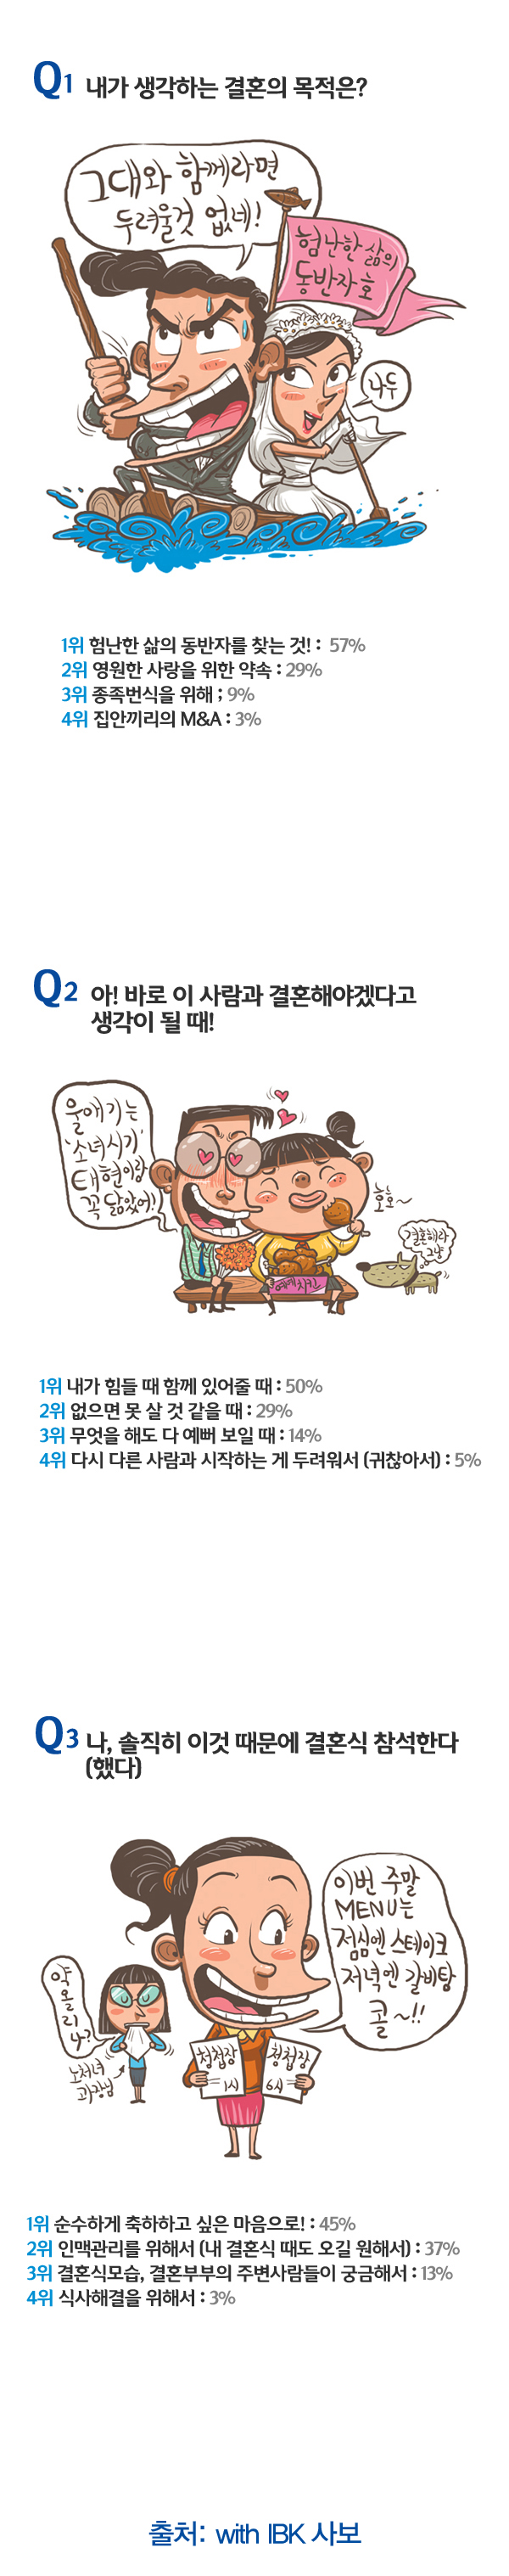 Q1 내가 생각하는 결혼의 목적은?
그대와 함께라면
두려울것 없네!
험난한 삶의
동반자 호
나두
1위 험난한 삶의 동반자를 찾는 것! : 57%
2위 영원한 사랑을 위한 약속 : 29%
3위 종족번식을 위해 ; 9%
4위 집안끼리의 M&A : 3%
Q2 아! 바로 이 사람과 결혼해야겠다고
생각이 될 때!
울애기는
'소녀시기'
태현이랑
꼭 닮았어!
호호~
결혼해라
그냥
예에 치킨
1위 내가 힘들 때 함께 있어줄 때 : 50%
2위 없으면 못 살 것 같을 때 : 29%
3위 무엇을 해도 다 예뻐 보일 때 : 14%
4위 다시 다른 사람과 시작하는 게 두려워서 (귀찮아서) : 5%
Q3 나, 솔직히 이것 때문에 결혼식 참석한다
(했다)
이번 주말
MENU는
점심엔 스테이크
저녁엔 갈비탕
콜~!!
약
올리
나?
노처녀
과장님
청첩장
1시
청첩장
6시
1위 순수하게 축하하고 싶은 마음으로! : 45%
2위 인맥관리를 위해서 (내 결혼식 때도 오길 원해서) : 37%
3위 결혼식모습, 결혼부부의 주변사람들이 궁금해서 : 13%
4위 식사해결을 위해서 : 3%
출처: with IBK 사보